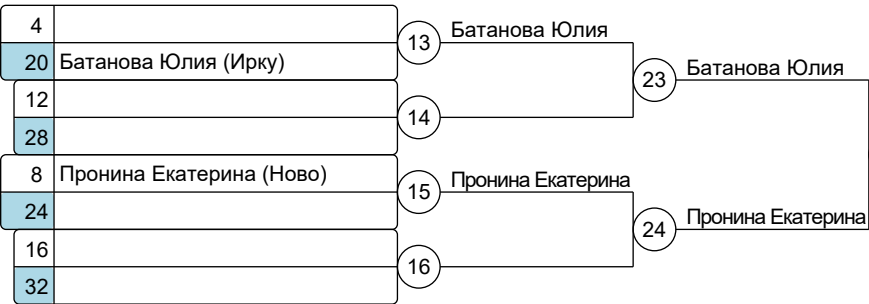 4
13
Батанова Юлия
20 Батанова Юлия (Ирку)
23
Батанова Юлия
12
14
28
8 Пронина Екатерина (Ново)
15
Пронина Екатерина
24
24
Пронина Екатерина
16
16
32